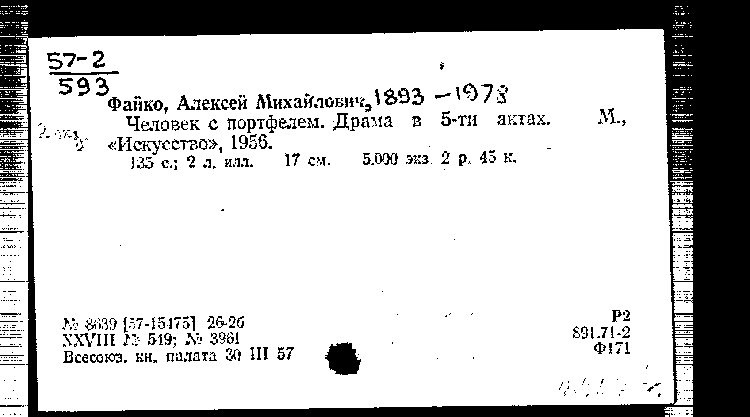 57-2
593
Файко, Алексей Михайлович, 1893 – 1978
Человек с портфелем. Драма в 5-ти актах. М.,
2 экз
«Искусство», 1956.
135 с.; 2 л. илл. 17 см. 5.000 экз. 2 р. 45 к.
№ 8639 [57-15475] 26-26
XXVIII № 519; № 3961
Всесоюз. кн. палата 30 III 57
Р2
891.71-2
Ф171